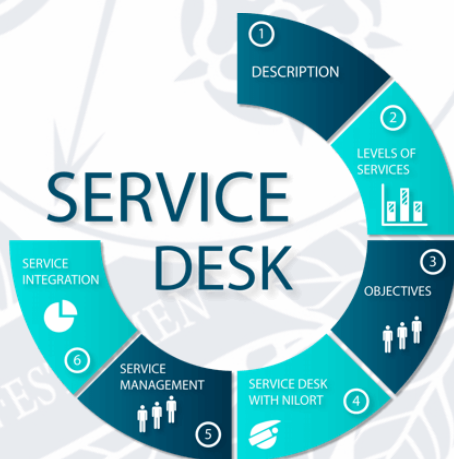 1
DESCRIPTION
2
LEVELS OF
SERVICES
3
OBJECTIVES
SERVICE
DESK
SERVICE
INTEGRATION
6
SERVICE
MANAGEMENT
5
SERVICE DESK
WITH NILORT
4